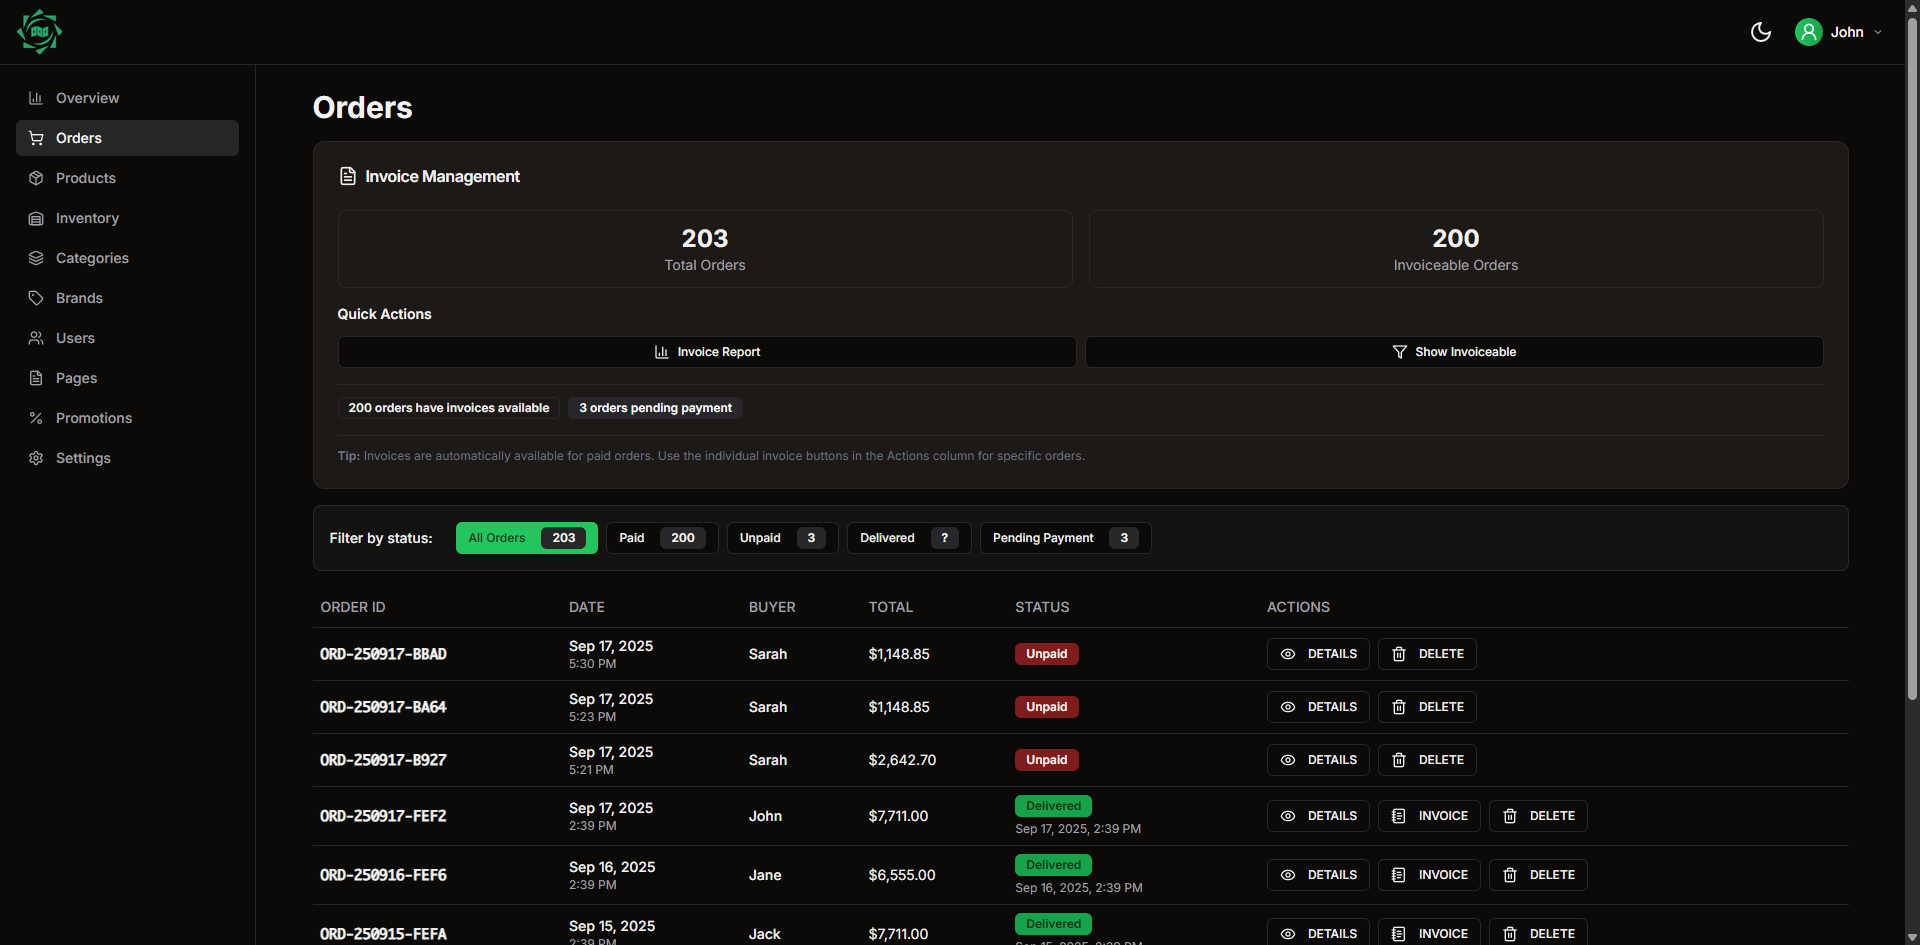 John
Overview
Orders
Products
Inventory
Categories
Brands
Users
Pages
Promotions
Settings
Orders
Invoice Management
203
Total Orders
200
Invoiceable Orders
Quick Actions
Invoice Report
Show Invoiceable
200 orders have invoices available
3 orders pending payment
Tip: Invoices are automatically available for paid orders. Use the individual invoice buttons in the Actions column for specific orders.
Filter by status: All Orders 203 Paid 200 Unpaid 3 Delivered ? Pending Payment 3
ORDER ID DATE BUYER TOTAL STATUS ACTIONS
ORD-250917-BBAD Sep 17, 2025 Sarah $1,148.85 Unpaid DETAILS DELETE
5:30 PM
ORD-250917-BA64 Sep 17, 2025 Sarah $1,148.85 Unpaid DETAILS DELETE
5:23 PM
ORD-250917-B927 Sep 17, 2025 Sarah $2,642.70 Unpaid DETAILS DELETE
5:21 PM
ORD-250917-FEF2 Sep 17, 2025 John $7,711.00 Delivered DETAILS INVOICE DELETE
2:39 PM Sep 17, 2025, 2:39 PM
ORD-250916-FEF6 Sep 16, 2025 Jane $6,555.00 Delivered DETAILS INVOICE DELETE
2:39 PM Sep 16, 2025, 2:39 PM
ORD-250915-FEFA Sep 15, 2025 Jack $7,711.00 Delivered DETAILS INVOICE DELETE
2:39 PM Sep 15, 2025, 2:39 PM